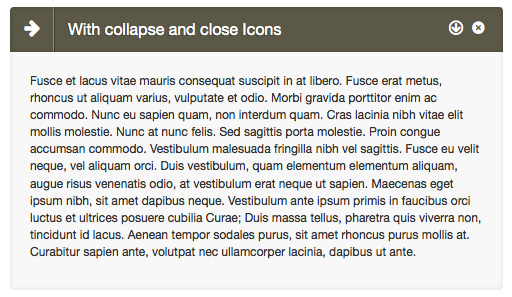 With collapse and close Icons
Fusce et lacus vitae mauris consequat suscipit in at libero. Fusce erat metus,
rhoncus ut aliquam varius, vulputate et odio. Morbi gravida porttitor enim ac
commodo. Nunc eu sapien quam, non interdum quam. Cras lacinia nibh vitae elit
mollis molestie. Nunc at nunc felis. Sed sagittis porta molestie. Proin congue
accumsan commodo. Vestibulum malesuada fringilla nibh vel sagittis. Fusce eu velit
neque, vel aliquam orci. Duis vestibulum, quam elementum elementum aliquam,
augue risus venenatis odio, at vestibulum erat neque ut sapien. Maecenas eget
ipsum nibh, sit amet dapibus neque. Vestibulum ante ipsum primis in faucibus orci
luctus et ultrices posuere cubilia Curae; Duis massa tellus, pharetra quis viverra non,
tincidunt id lacus. Aenean tempor sodales purus, sit amet rhoncus purus mollis at.
Curabitur sapien ante, volutpat nec ullamcorper lacinia, dapibus ut ante.